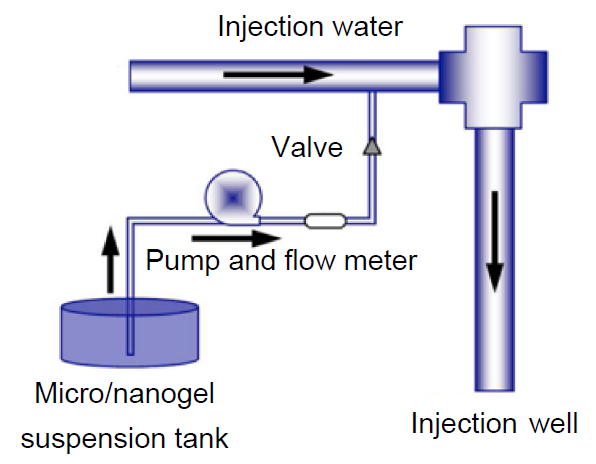 Injection water
Valve
Pump and flow meter
Micro/nanogel
suspension tank
Injection well